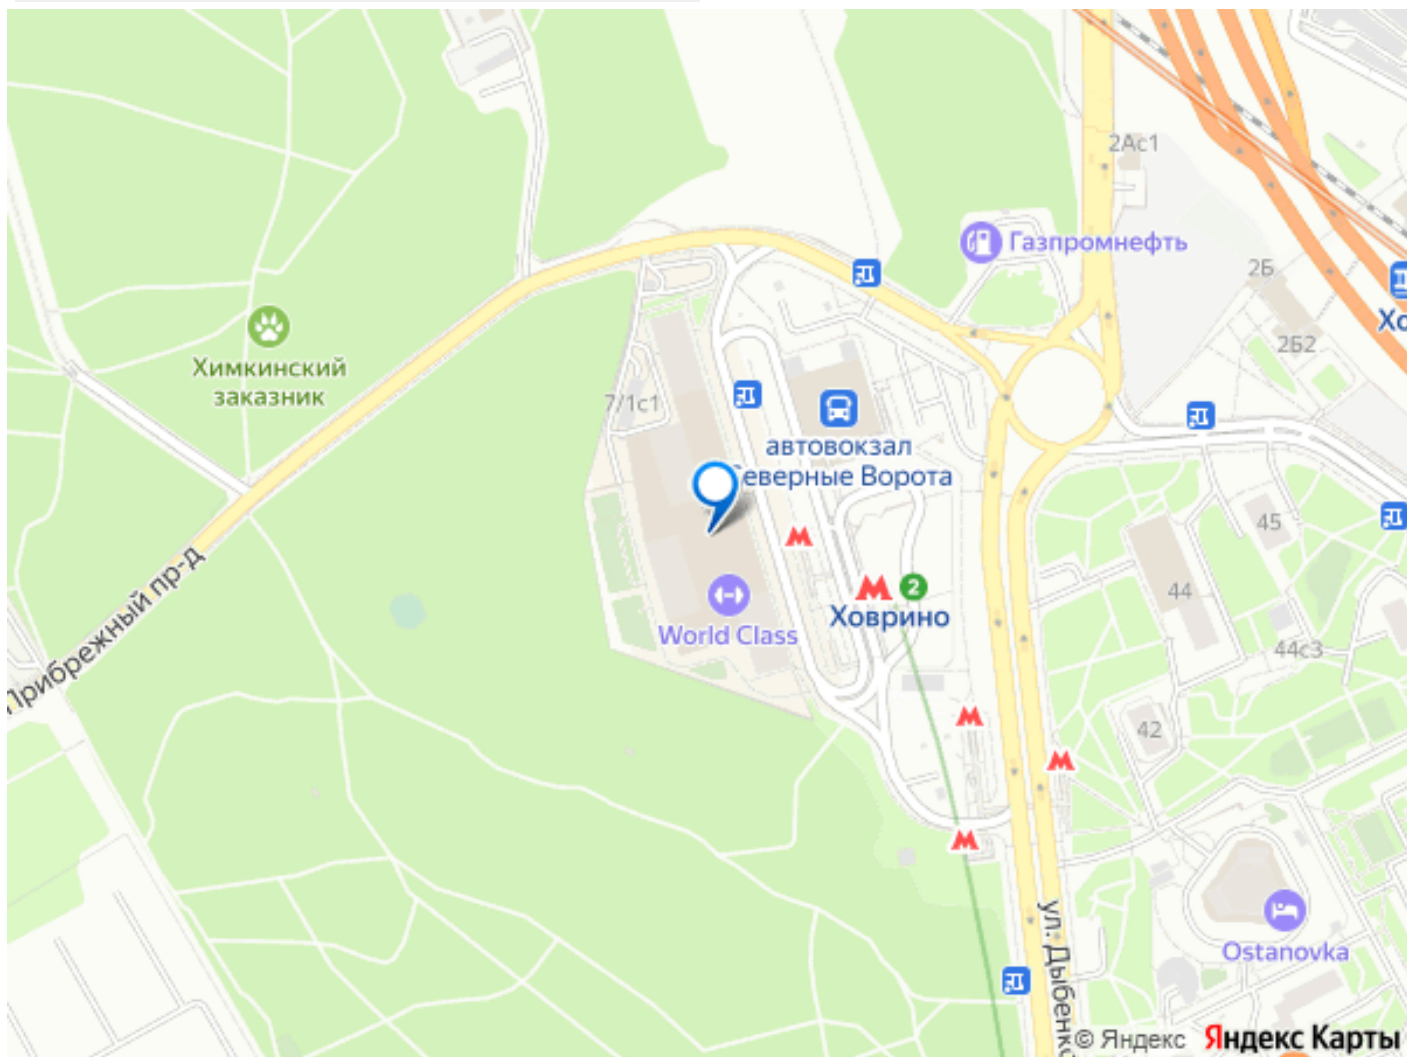 2Ас1
Газпромнефть
2Б
Хо
2Б2
Химкинский
заказник
7/1с1
автовокзал
Северные Ворота
45
44
M
M
2
Ховрино
World Class
44с3
Прибрежный пр-д
M
42
M
M
ул. Дыбенко
Ostanovka
© Яндекс Яндекс Карты